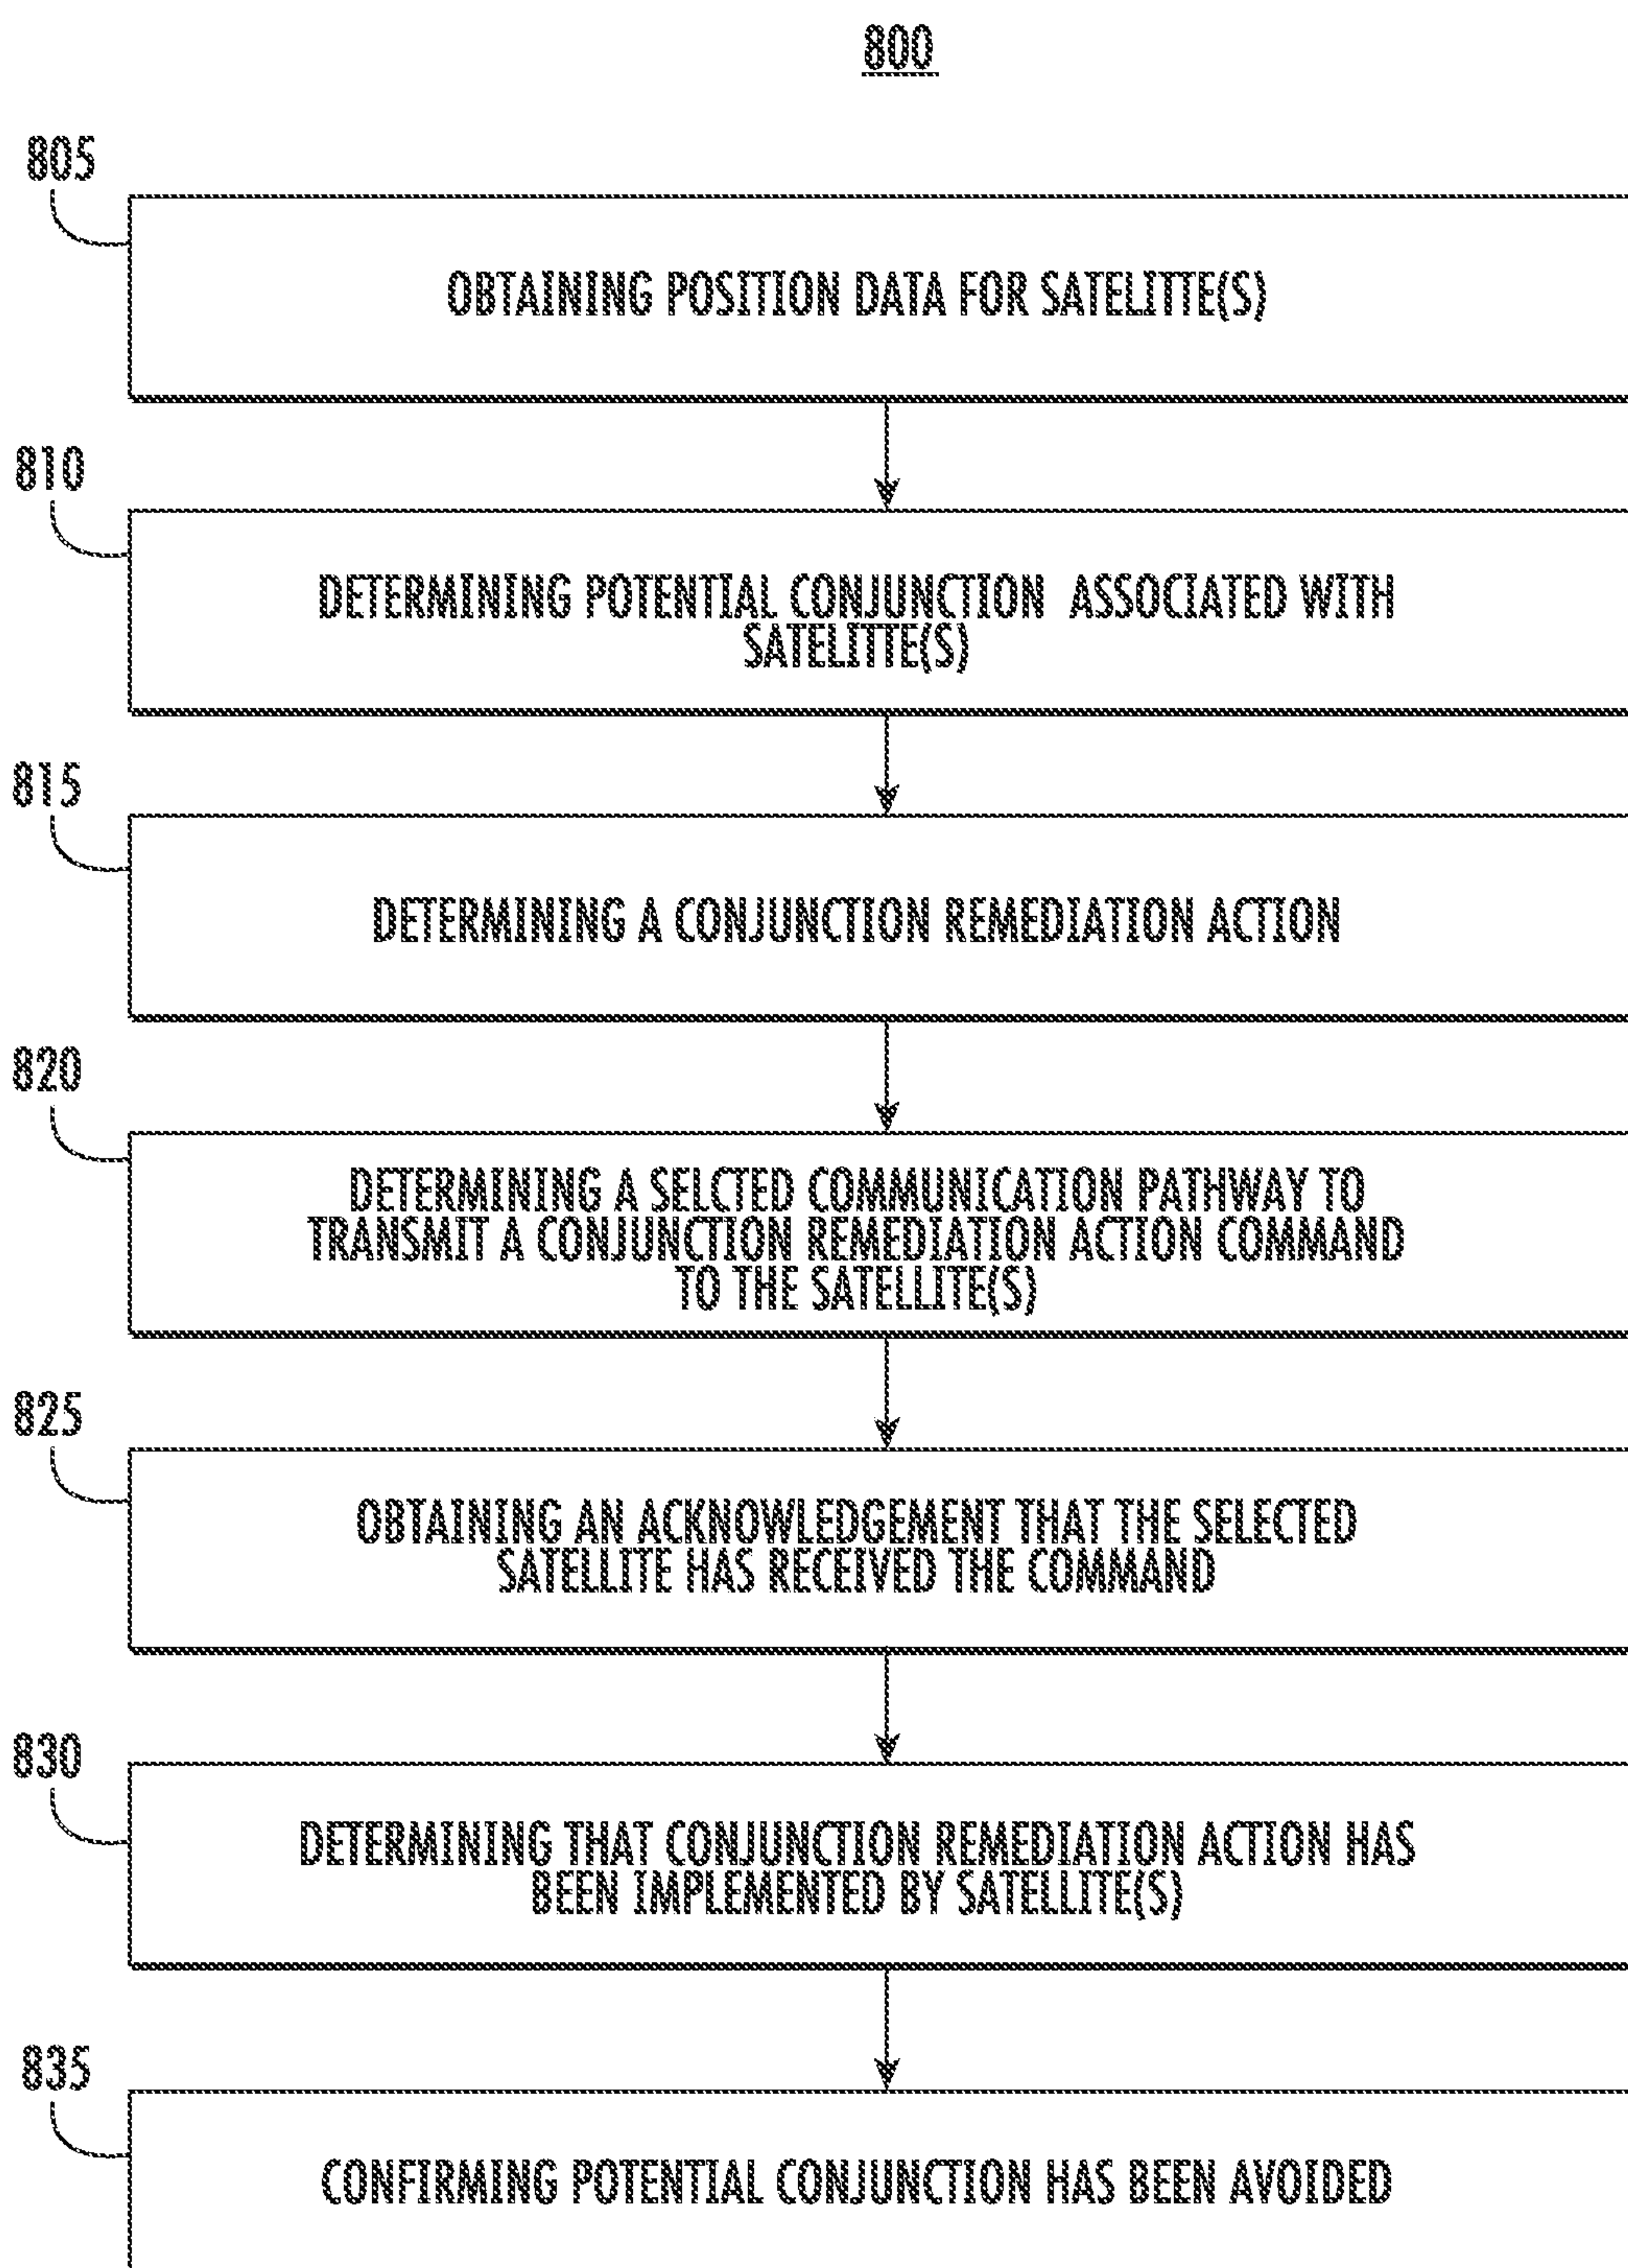 800
805
OBTAINING POSITION DATA FOR SATELITTE(S)
810
DETERMINING POTENTIAL CONJUNCTION ASSOCIATED WITH
SATELITTE(S)
815
DETERMINING A CONJUNCTION REMEDIATION ACTION
820
DETERMINING A SELCTED COMMUNICATION PATHWAY TO
TRANSMIT A CONJUNCTION REMEDIATION ACTION COMMAND
TO THE SATELLITE(S)
825
OBTAINING AN ACKNOWLEDGEMENT THAT THE SELECTED
SATELLITE HAS RECEIVED THE COMMAND
830
DETERMINING THAT CONJUNCTION REMEDIATION ACTION HAS
BEEN IMPLEMENTED BY SATELLITE(S)
835
CONFIRMING POTENTIAL CONJUNCTION HAS BEEN AVOIDED